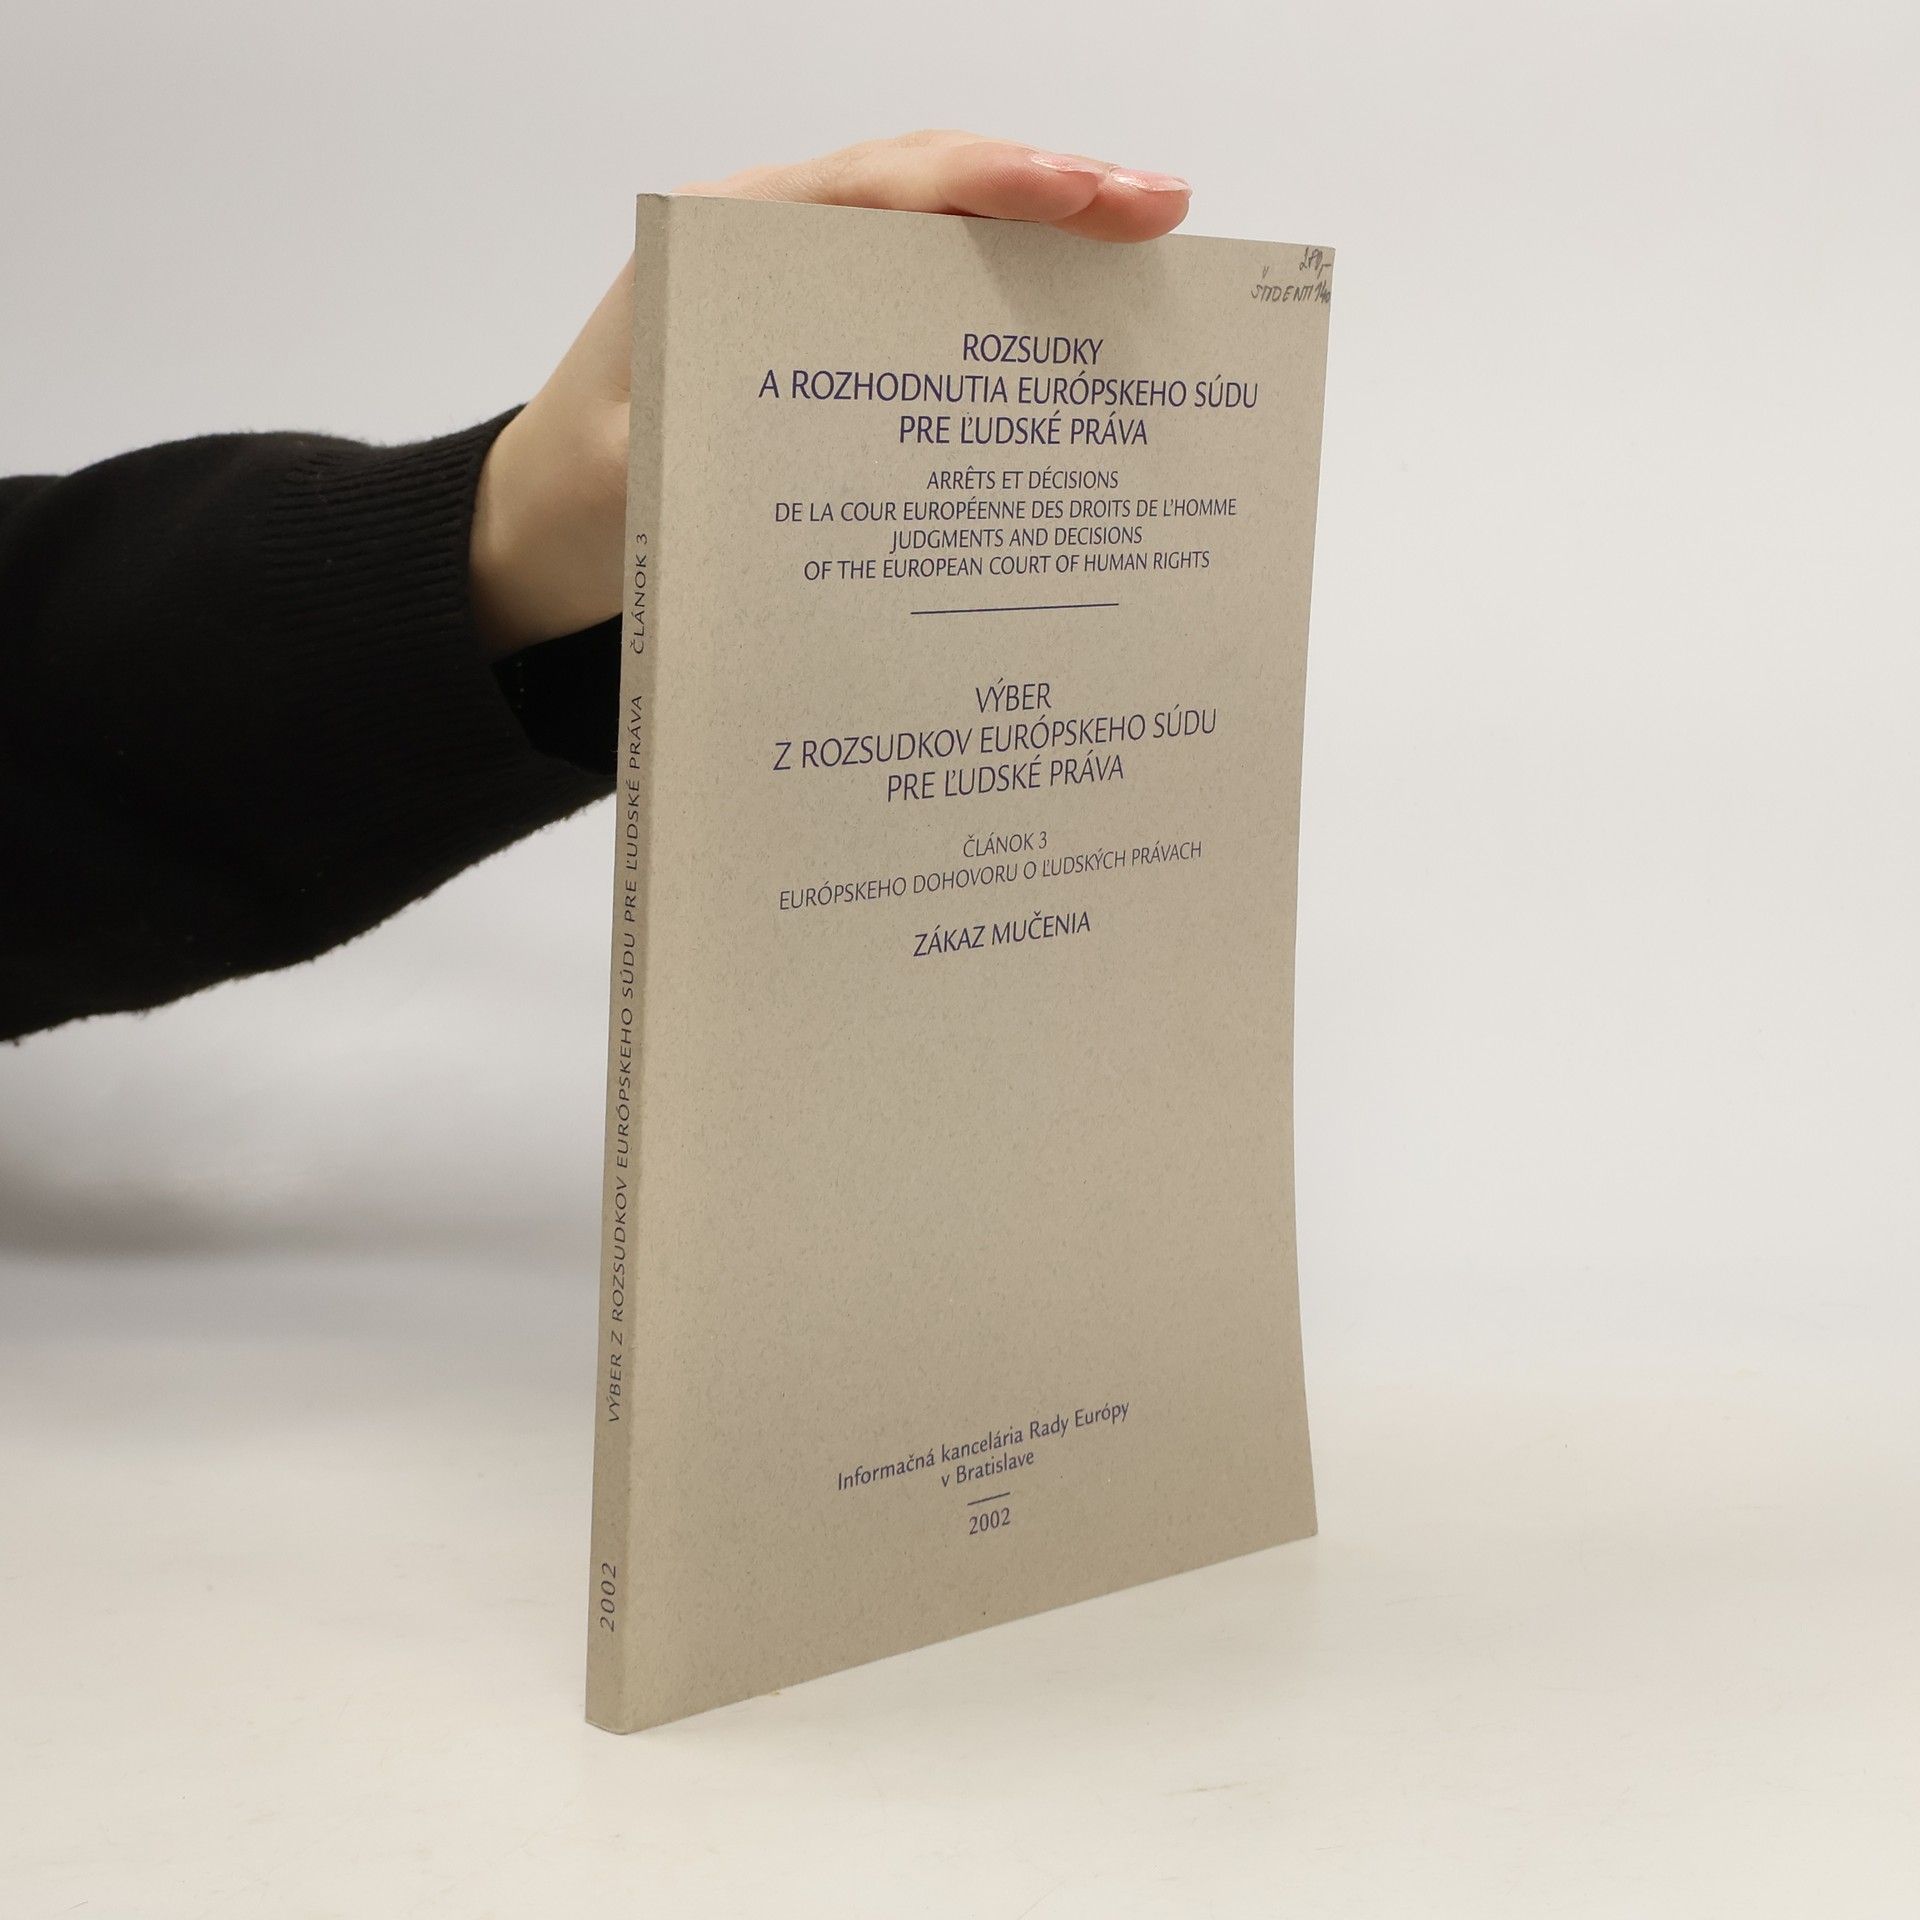 280,-
ŠTUDENTI 140
ROZSUDKY
A ROZHODNUTIA EURÓPSKEHO SÚDU
PRE ĽUDSKÉ PRÁVA
ARRÊTS ET DÉCISIONS
DE LA COUR EUROPÉENNE DES DROITS DE L'HOMME
JUDGMENTS AND DECISIONS
OF THE EUROPEAN COURT OF HUMAN RIGHTS
VÝBER
Z ROZSUDKOV EURÓPSKEHO SÚDU
PRE ĽUDSKÉ PRÁVA
ČLÁNOK 3
EURÓPSKEHO DOHOVORU O ĽUDSKÝCH PRÁVACH
ZÁKAZ MUČENIA
Informačná kancelária Rady Európy
v Bratislave
2002
2002 VÝBER Z ROZSUDKOV EURÓPSKEHO SÚDU PRE ĽUDSKÉ PRÁVA ČLÁNOK 3